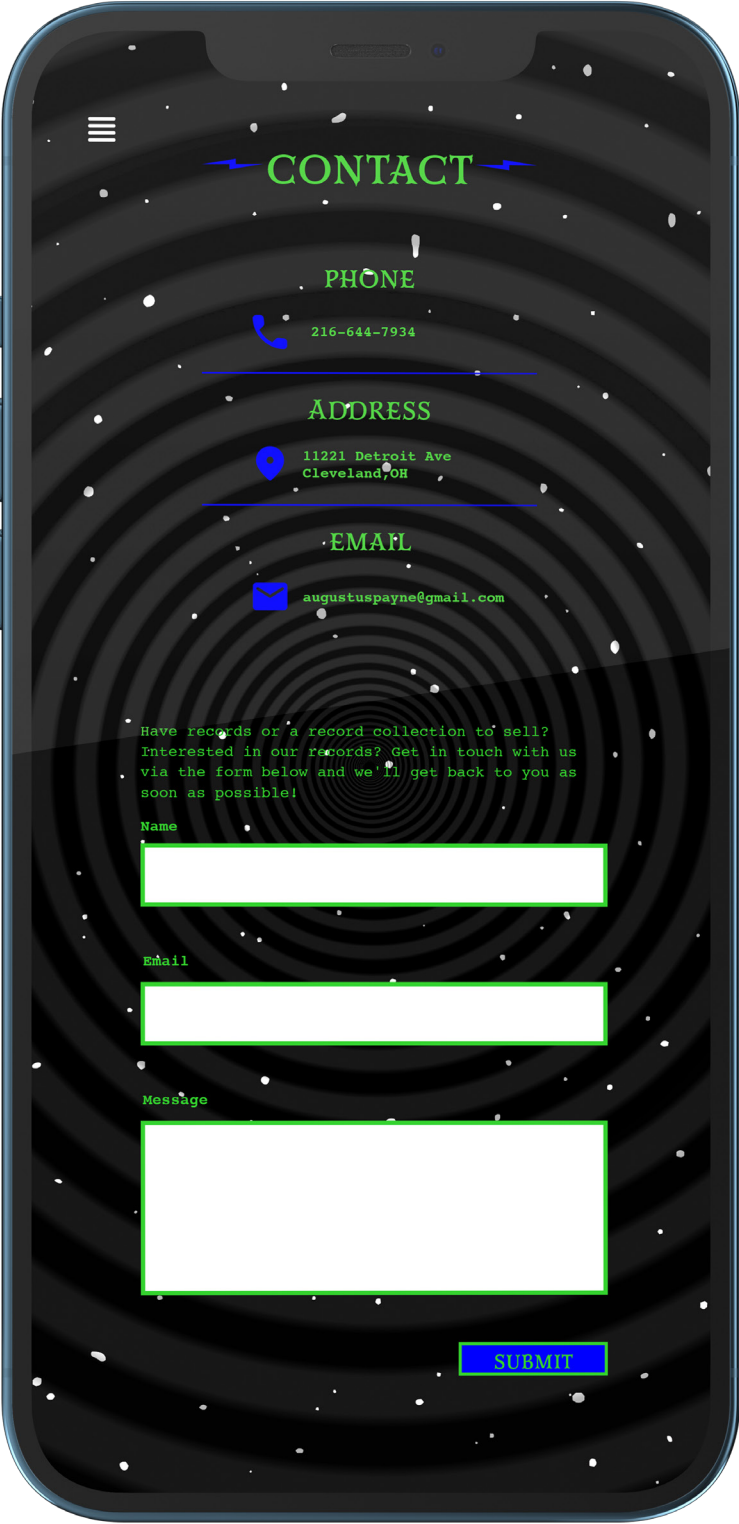 CONTACT
PHONE
216-644-7934
ADDRESS
11221 Detroit Ave
Cleveland,OH
EMAIL
augustuspayne@gmail.com
Have records or a record collection to sell?
Interested in our records? Get in touch with us
via the form below and we'll get back to you as
soon as possible!
Name
Email
Message
SUBMIT